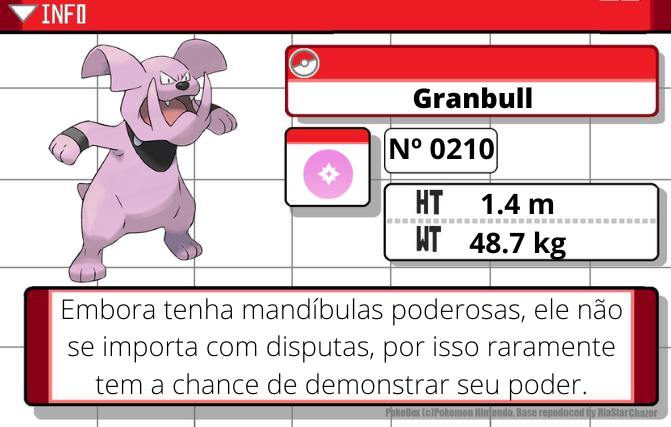 INFO
Granbull
Nº 0210
HT 1.4 m
WT 48.7 kg
Embora tenha mandíbulas poderosas, ele não
se importa com disputas, por isso raramente
tem a chance de demonstrar seu poder.
PokeDex (c)Pokemon Nintendo. Base repoduced by RiaStarChazer